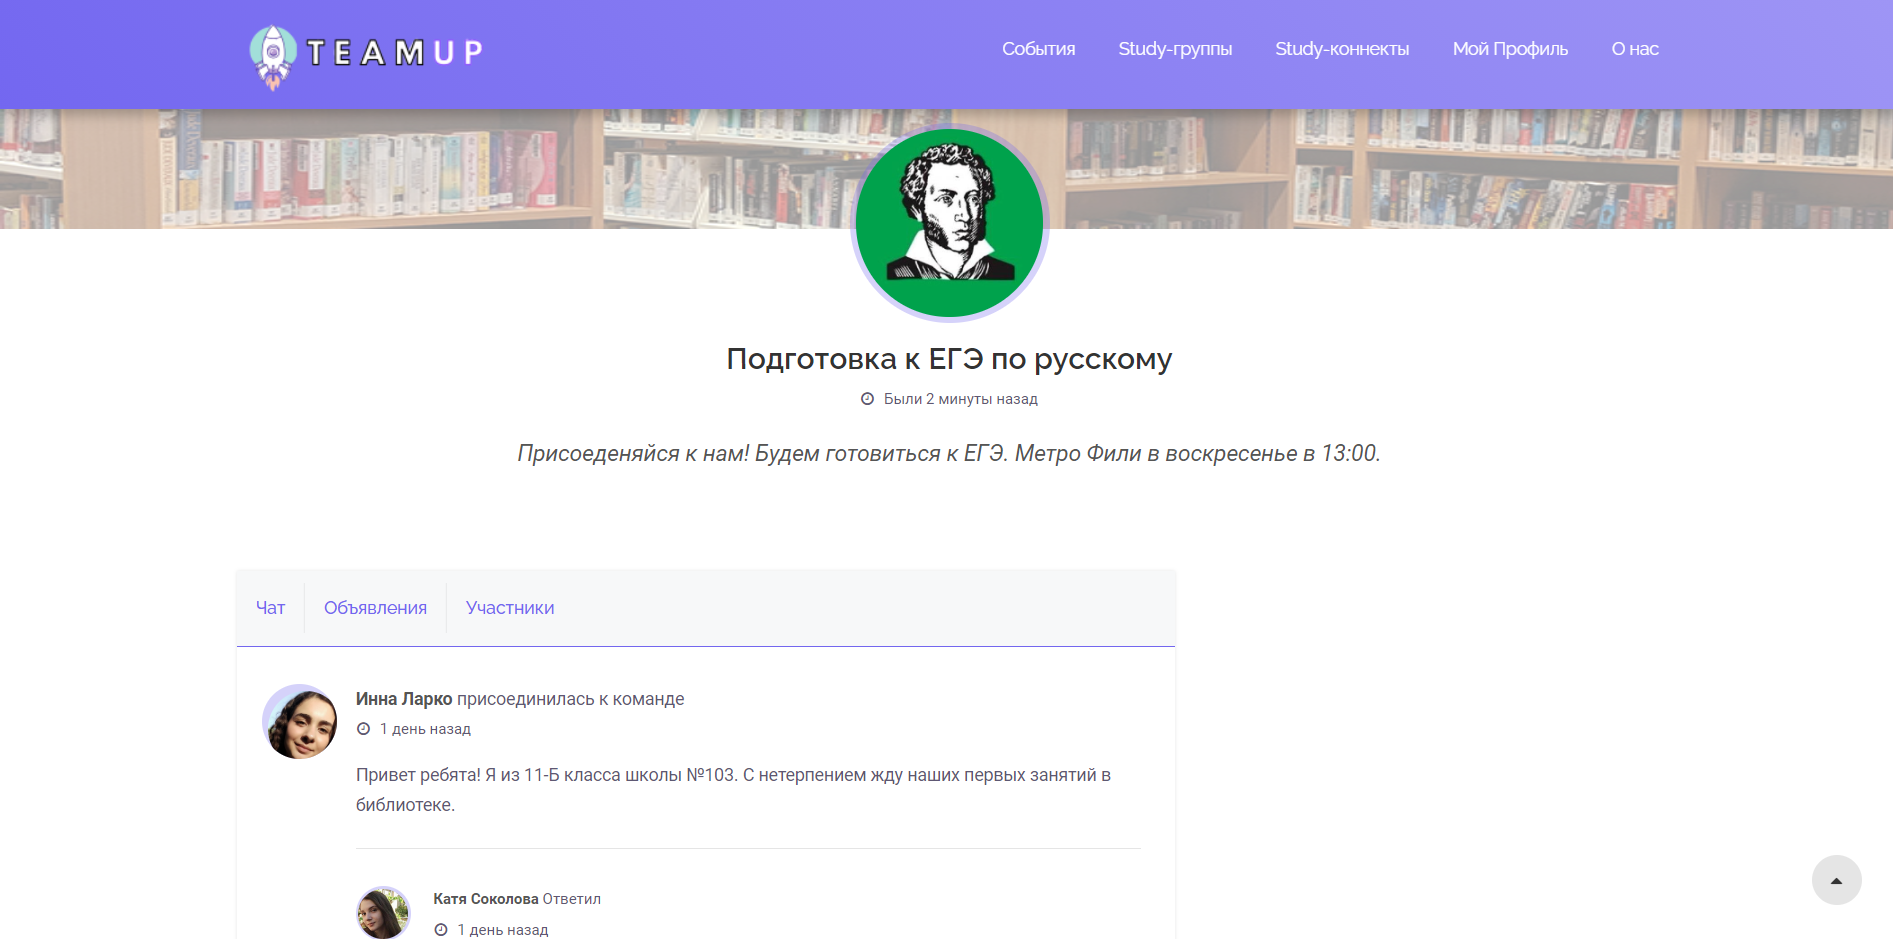 TEAMUP
События Study-группы Study-коннекты Мой Профиль О нас
Подготовка к ЕГЭ по русскому
Были 2 минуты назад
Присоеденяйся к нам! Будем готовиться к ЕГЭ. Метро Фили в воскресенье в 13:00.
Чат Объявления Участники
Инна Ларко присоединилась к команде
1 день назад
Привет ребята! Я из 11-Б класса школы №103. С нетерпением жду наших первых занятий в
библиотеке.
Катя Соколова Ответил
1 день назад